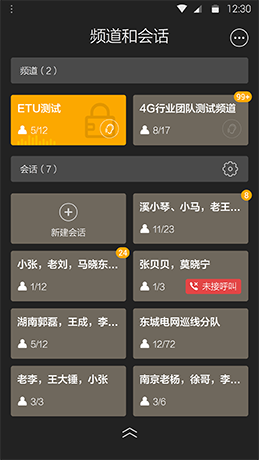 12:30
频道和会话
频道（2）
ETU测试
5/12
99+
4G行业团队测试频道
8/17
会话（7）
新建会话
8
溪小琴、小马，老王…
11/23
24
小张，老刘，马晓东…
1/12
张贝贝，莫晓宁
1/3
未接呼叫
湖南郭磊，王成，李…
5/12
东城电网巡线分队
12/72
老李，王大锤，小张
3/3
南京老杨，徐哥，李…
3/6